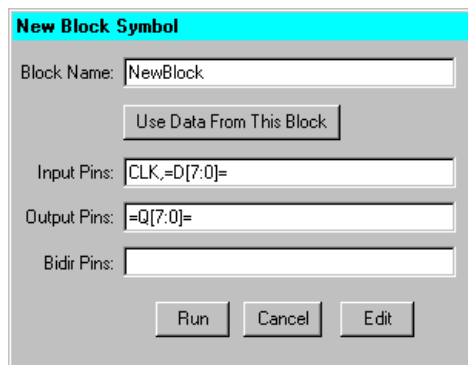 New Block Symbol
Block Name: NewBlock
Use Data From This Block
Input Pins: CLK,=D[7:0]=
Output Pins: =Q[7:0]=
Bidir Pins:
Run Cancel Edit